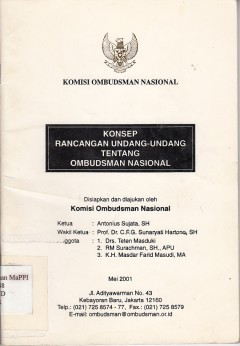 KOMISI OMBUDSMAN NASIONAL
KONSEP
RANCANGAN UNDANG-UNDANG
TENTANG
OMBUDSMAN NASIONAL
Disiapkan dan diajukan oleh
Komisi Ombudsman Nasional
Ketua : Antonius Sujata, SH
Wakil Ketua : Prof. Dr. C.F.G. Sunaryati Hartono, SH
ggota : 1. Drs. Teten Masduki
2. RM Surachman, SH., APU
3. K.H. Masdar Farid Masudi, MA
an MaPPI
Mei 2001
Jl. Adityawarman No. 43
Kebayoran Baru, Jakarta 12160
Telp.: (021) 725 8574 - 77, Fax.: (021) 725 8579
E-mail: ombudsman@ombudsman.or.id